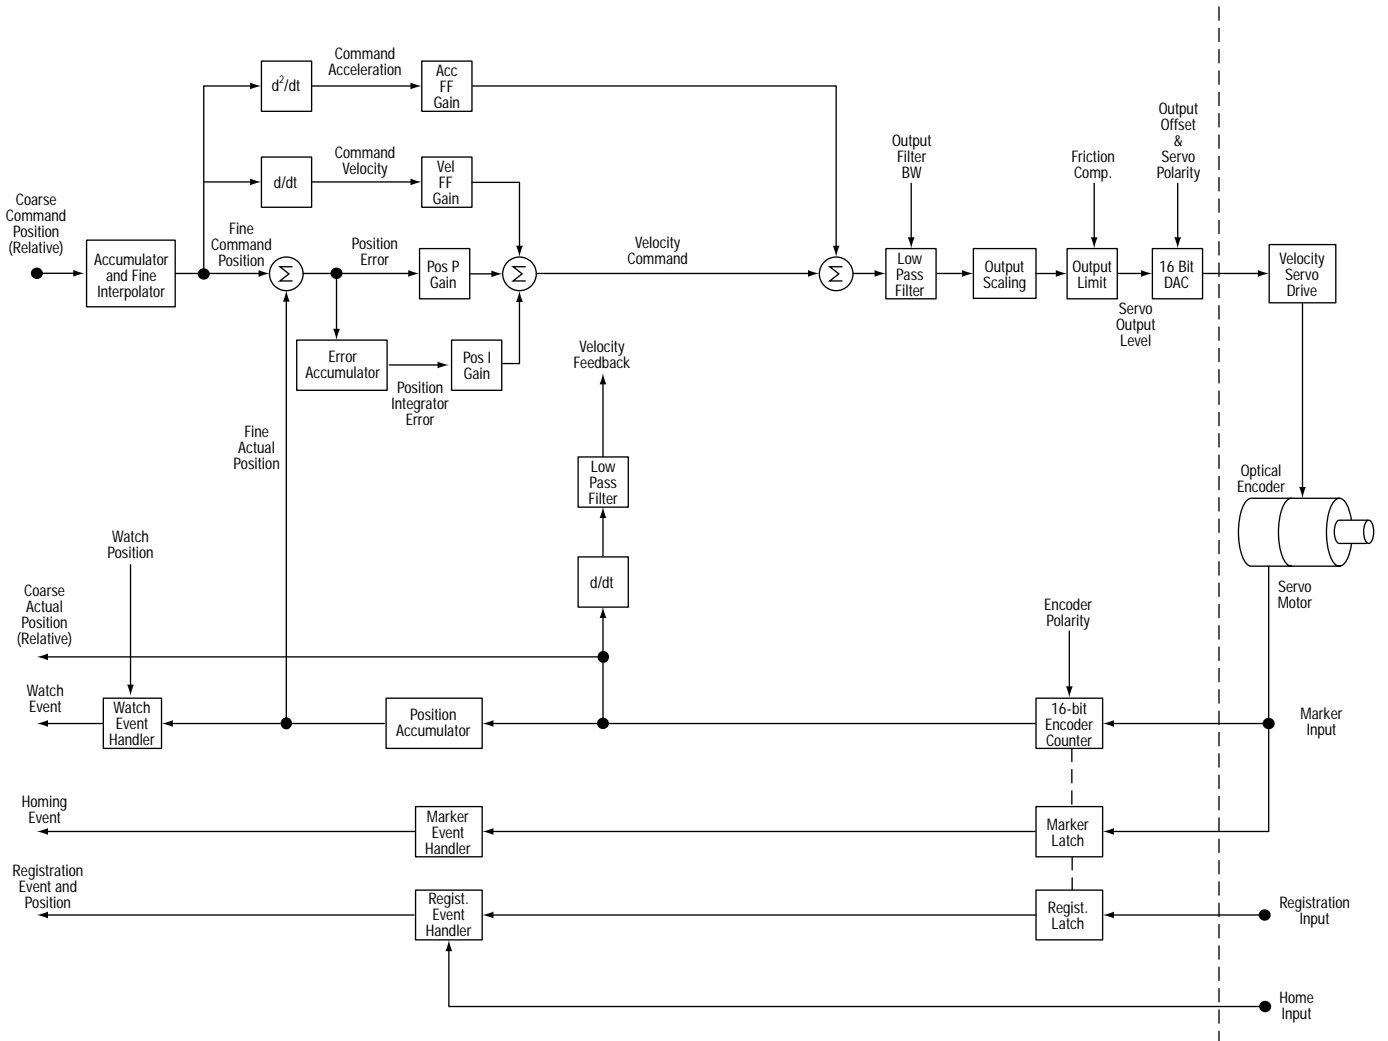 Command
Acceleration
d²/dt
Acc
FF
Gain
Command
Velocity
d/dt
Vel
FF
Gain
Output
Filter
BW
Friction
Comp.
Output
Offset
&
Servo
Polarity
Coarse
Command
Position
(Relative)
Accumulator
and Fine
Interpolator
Fine
Command
Position
Σ
Position
Error
Pos P
Gain
Σ
Velocity
Command
Σ
Low
Pass
Filter
Output
Scaling
Output
Limit
Servo
Output
Level
16 Bit
DAC
Velocity
Servo
Drive
Error
Accumulator
Position
Integrator
Error
Pos I
Gain
Velocity
Feedback
Fine
Actual
Position
Low
Pass
Filter
Optical
Encoder
Servo
Motor
Watch
Position
d/dt
Coarse
Actual
Position
(Relative)
Encoder
Polarity
Watch
Event
Watch
Event
Handler
Position
Accumulator
16-bit
Encoder
Counter
Marker
Input
Homing
Event
Marker
Event
Handler
Marker
Latch
Registration
Event and
Position
Regist.
Event
Handler
Regist.
Latch
Registration
Input
Home
Input